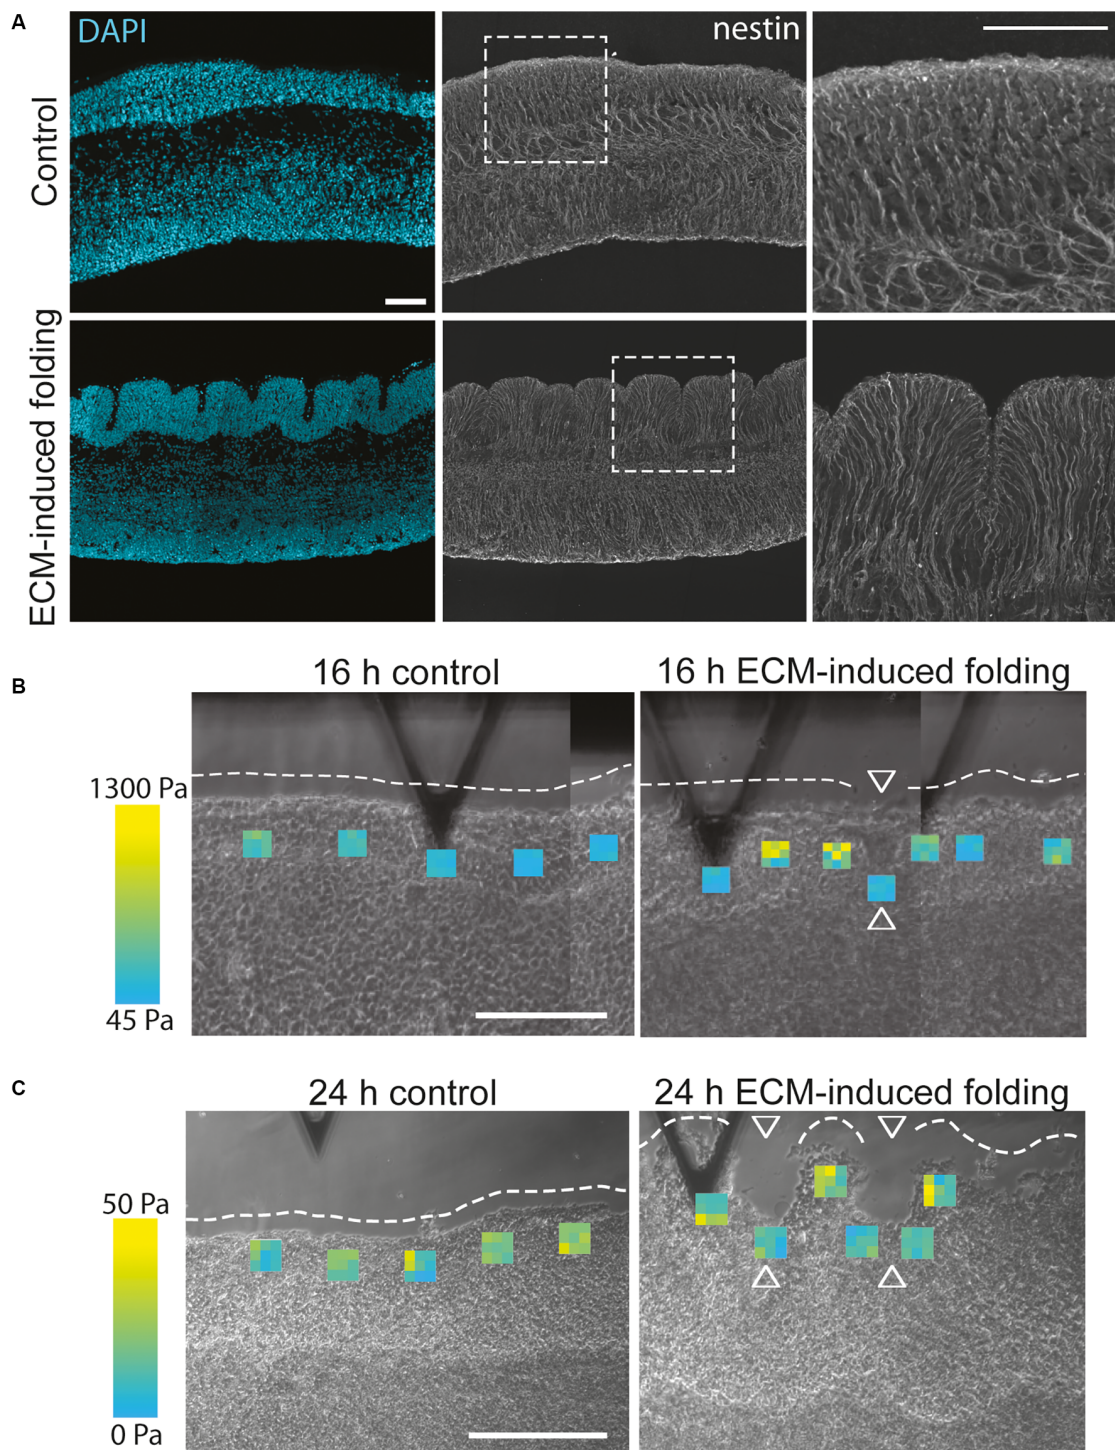 A
DAPI
nestin
Control
ECM-induced folding
B
16 h control
16 h ECM-induced folding
1300 Pa
45 Pa
C
24 h control
24 h ECM-induced folding
50 Pa
0 Pa